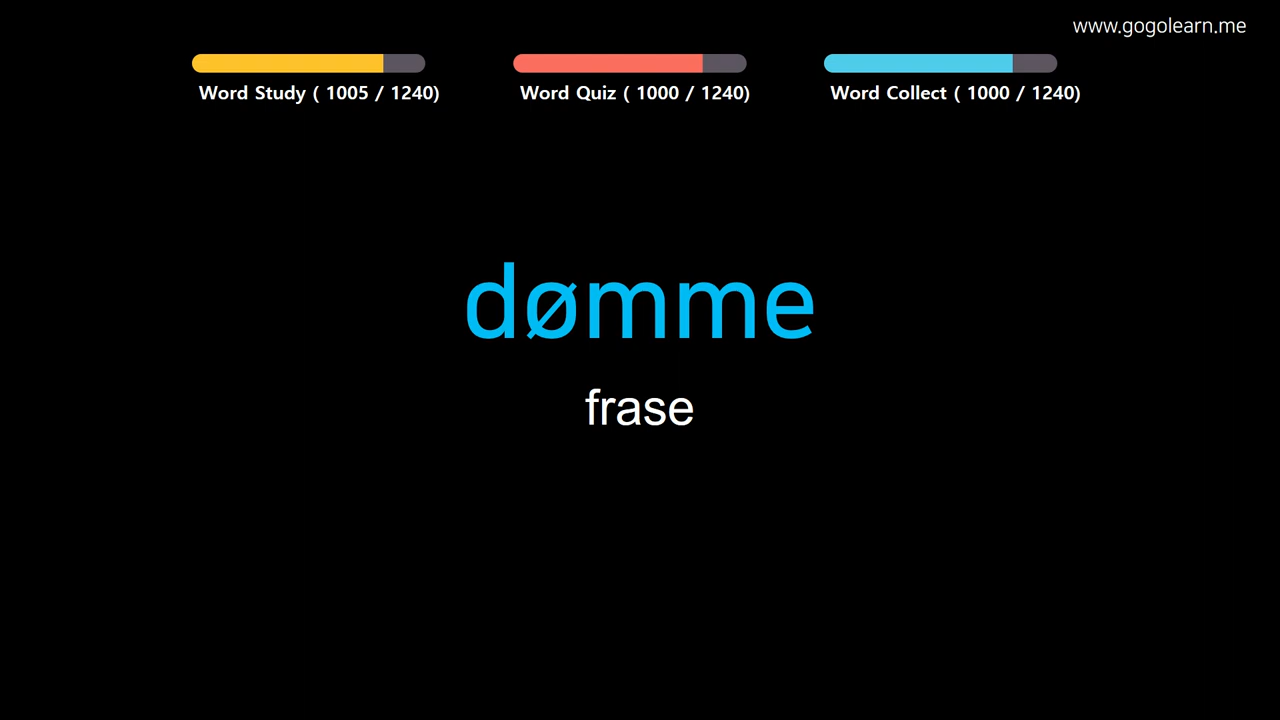 www.gogolearn.me
Word Study ( 1005 / 1240)
Word Quiz ( 1000 / 1240)
Word Collect ( 1000 / 1240)
dømme
frase